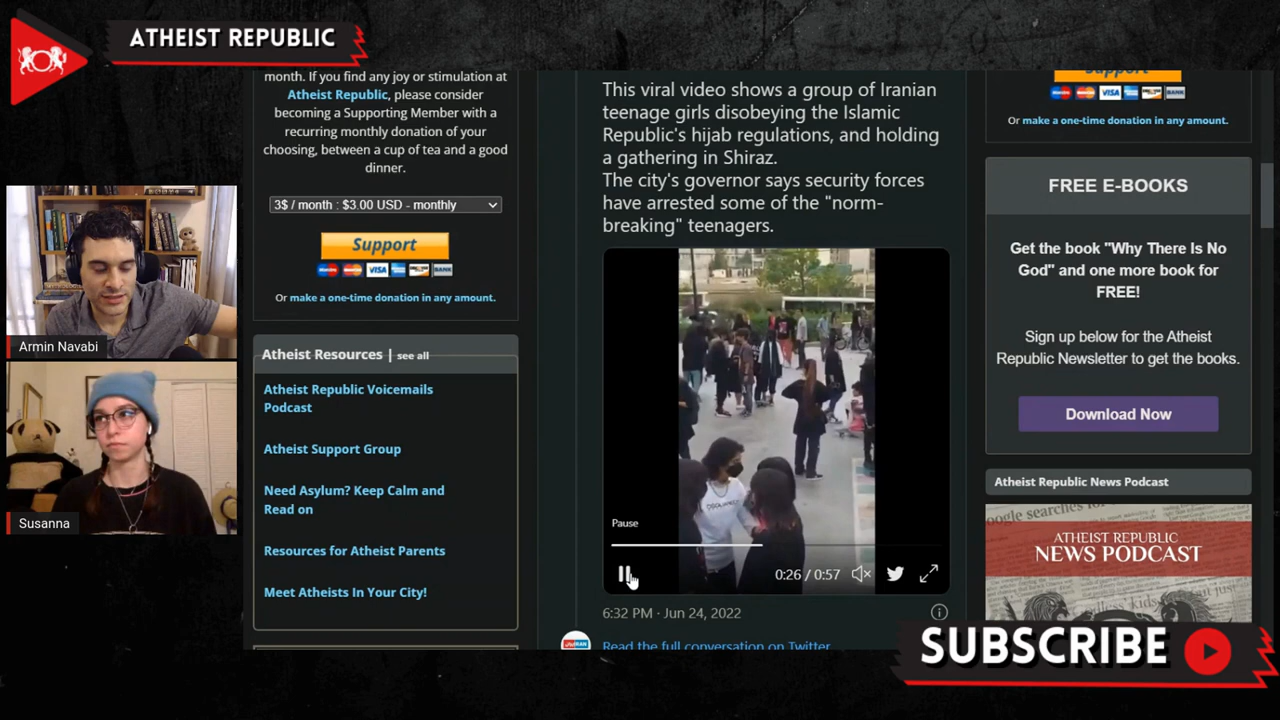 ATHEIST REPUBLIC
month. If you find any joy or stimulation at
Atheist Republic, please consider
becoming a Supporting Member with a
recurring monthly donation of your
choosing, between a cup of tea and a good
dinner.
3$ / month : $3.00 USD - monthly
Support
VISA
BANK
Or make a one-time donation in any amount.
Atheist Resources | see all
Atheist Republic Voicemails
Podcast
Atheist Support Group
Need Asylum? Keep Calm and
Read on
Resources for Atheist Parents
Meet Atheists In Your City!
Armin Navabi
Susanna
This viral video shows a group of Iranian
teenage girls disobeying the Islamic
Republic's hijab regulations, and holding
a gathering in Shiraz.
The city's governor says security forces
have arrested some of the "norm-
breaking" teenagers.
Pause
0:26 / 0:57
6:32 PM · Jun 24, 2022
Read the full conversation on Twitter
Support
VISA
BANK
Or make a one-time donation in any amount.
FREE E-BOOKS
Get the book "Why There Is No
God" and one more book for
FREE!
Sign up below for the Atheist
Republic Newsletter to get the books.
Download Now
Atheist Republic News Podcast
ATHEIST REPUBLIC
NEWS PODCAST
SUBSCRIBE